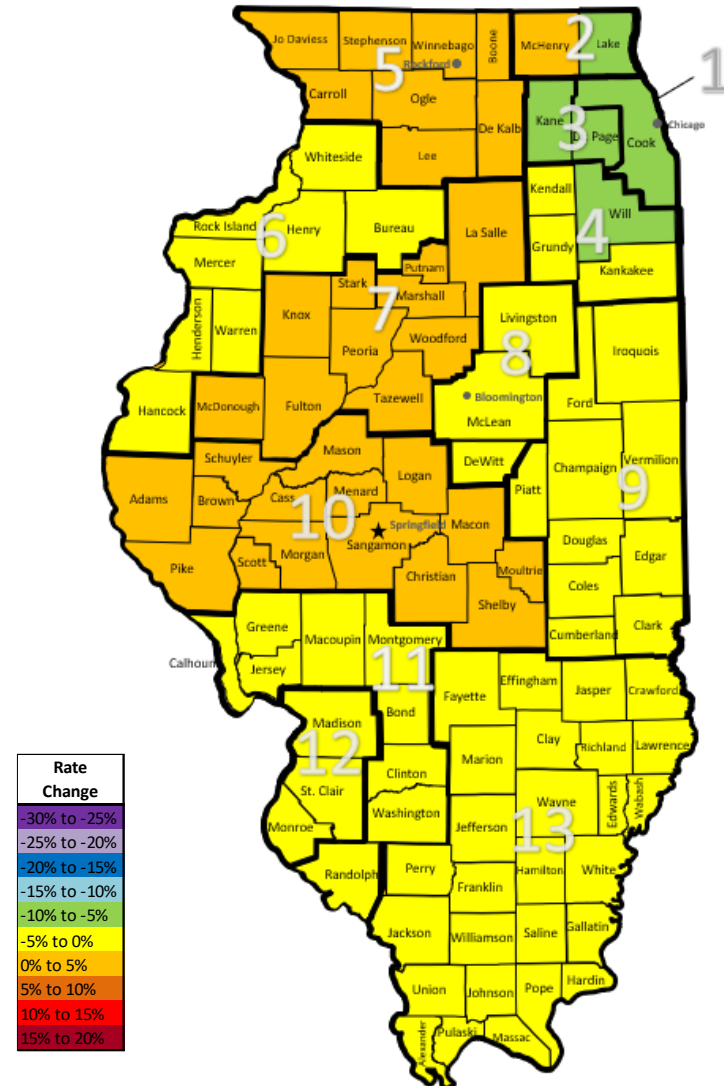 Jo Daviess
Stephenson
Winnebago
Boone
McHenry
2
Lake
5
Rockford
1
Carroll
Ogle
De Kalb
Kane
3
Page
Cook
Chicago
Whiteside
Lee
Kendall
Will
Rock Island
6
Henry
Bureau
La Salle
4
Grundy
Mercer
Putnam
Kankakee
Stark
7
Marshall
Henderson
Warren
Knox
Livingston
Woodford
8
Iroquois
Peoria
Bloomington
Hancock
McDonough
Fulton
Tazewell
McLean
Ford
Mason
Schuyler
DeWitt
Champaign
Vermilion
Logan
Adams
Brown
Cass
Menard
Piatt
9
10
Springfield
Macon
Sangamon
Douglas
Edgar
Pike
Scott
Morgan
Christian
Moultrie
Coles
Shelby
Greene
Macoupin
Montgomery
Cumberland
Clark
Calhoun
Jersey
11
Fayette
Effingham
Jasper
Crawford
Madison
Bond
12
Clay
Richland
Lawrence
Marion
Clinton
St. Clair
Wayne
Edwards
Wabash
Monroe
Washington
Jefferson
13
Randolph
Perry
Hamilton
White
Franklin
Jackson
Williamson
Saline
Gallatin
Union
Johnson
Pope
Hardin
Alexander
Pulaski
Massac
Rate
Change
-30% to -25%
-25% to -20%
-20% to -15%
-15% to -10%
-10% to -5%
-5% to 0%
0% to 5%
5% to 10%
10% to 15%
15% to 20%